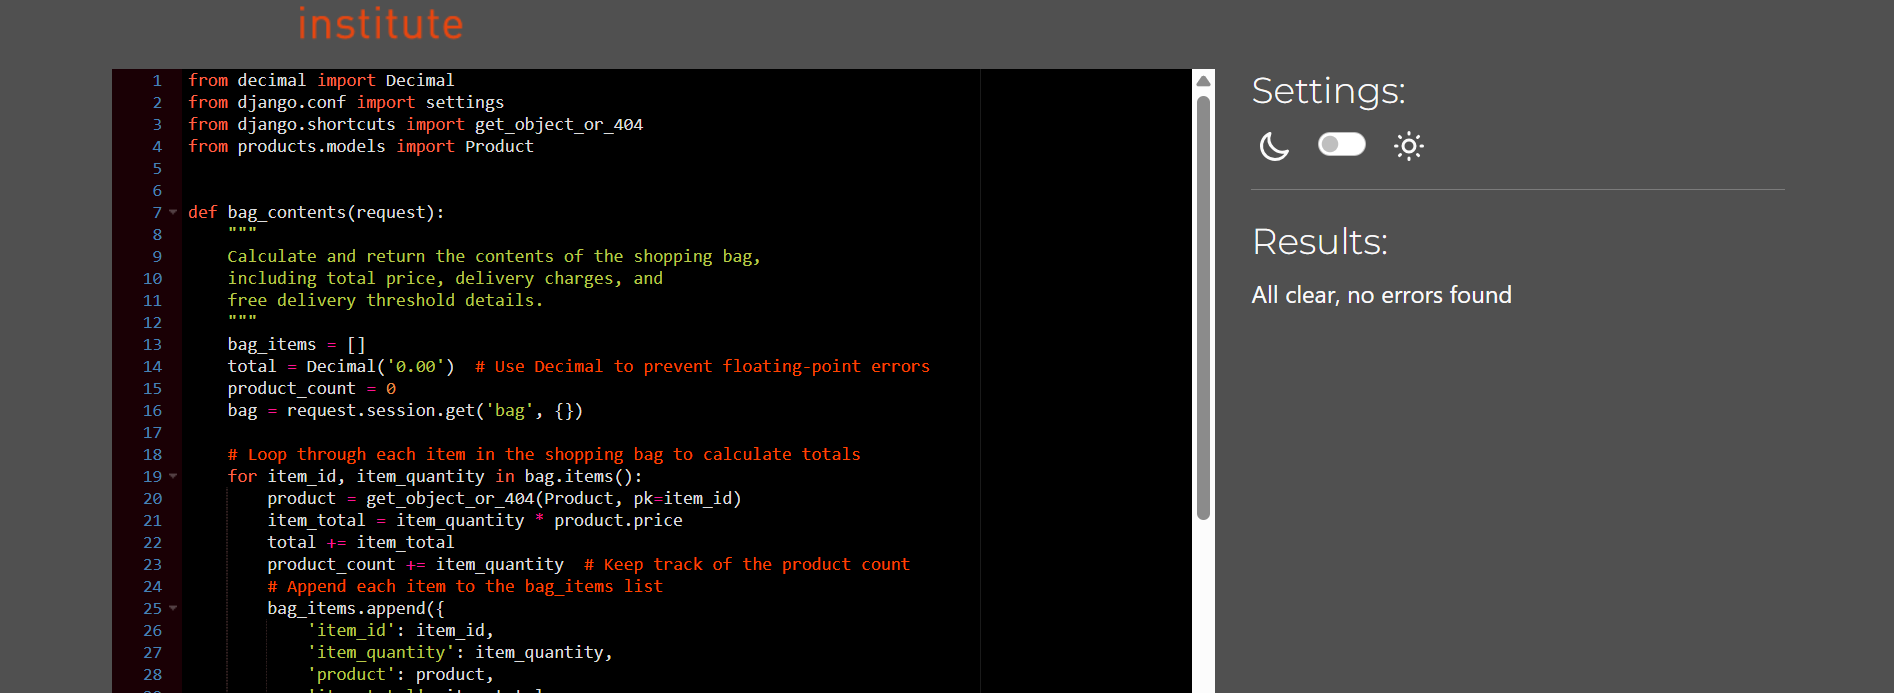 institute
1 from decimal import Decimal
2 from django.conf import settings
3 from django.shortcuts import get_object_or_404
4 from products.models import Product
5
6
7 def bag_contents(request):
8     """
9     Calculate and return the contents of the shopping bag,
10     including total price, delivery charges, and
11     free delivery threshold details.
12     """
13     bag_items = []
14     total = Decimal('0.00')  # Use Decimal to prevent floating-point errors
15     product_count = 0
16     bag = request.session.get('bag', {})
17
18     # Loop through each item in the shopping bag to calculate totals
19     for item_id, item_quantity in bag.items():
20         product = get_object_or_404(Product, pk=item_id)
21         item_total = item_quantity * product.price
22         total += item_total
23         product_count += item_quantity  # Keep track of the product count
24         # Append each item to the bag_items list
25         bag_items.append({
26             'item_id': item_id,
27             'item_quantity': item_quantity,
28             'product': product,
Settings:
Results:
All clear, no errors found